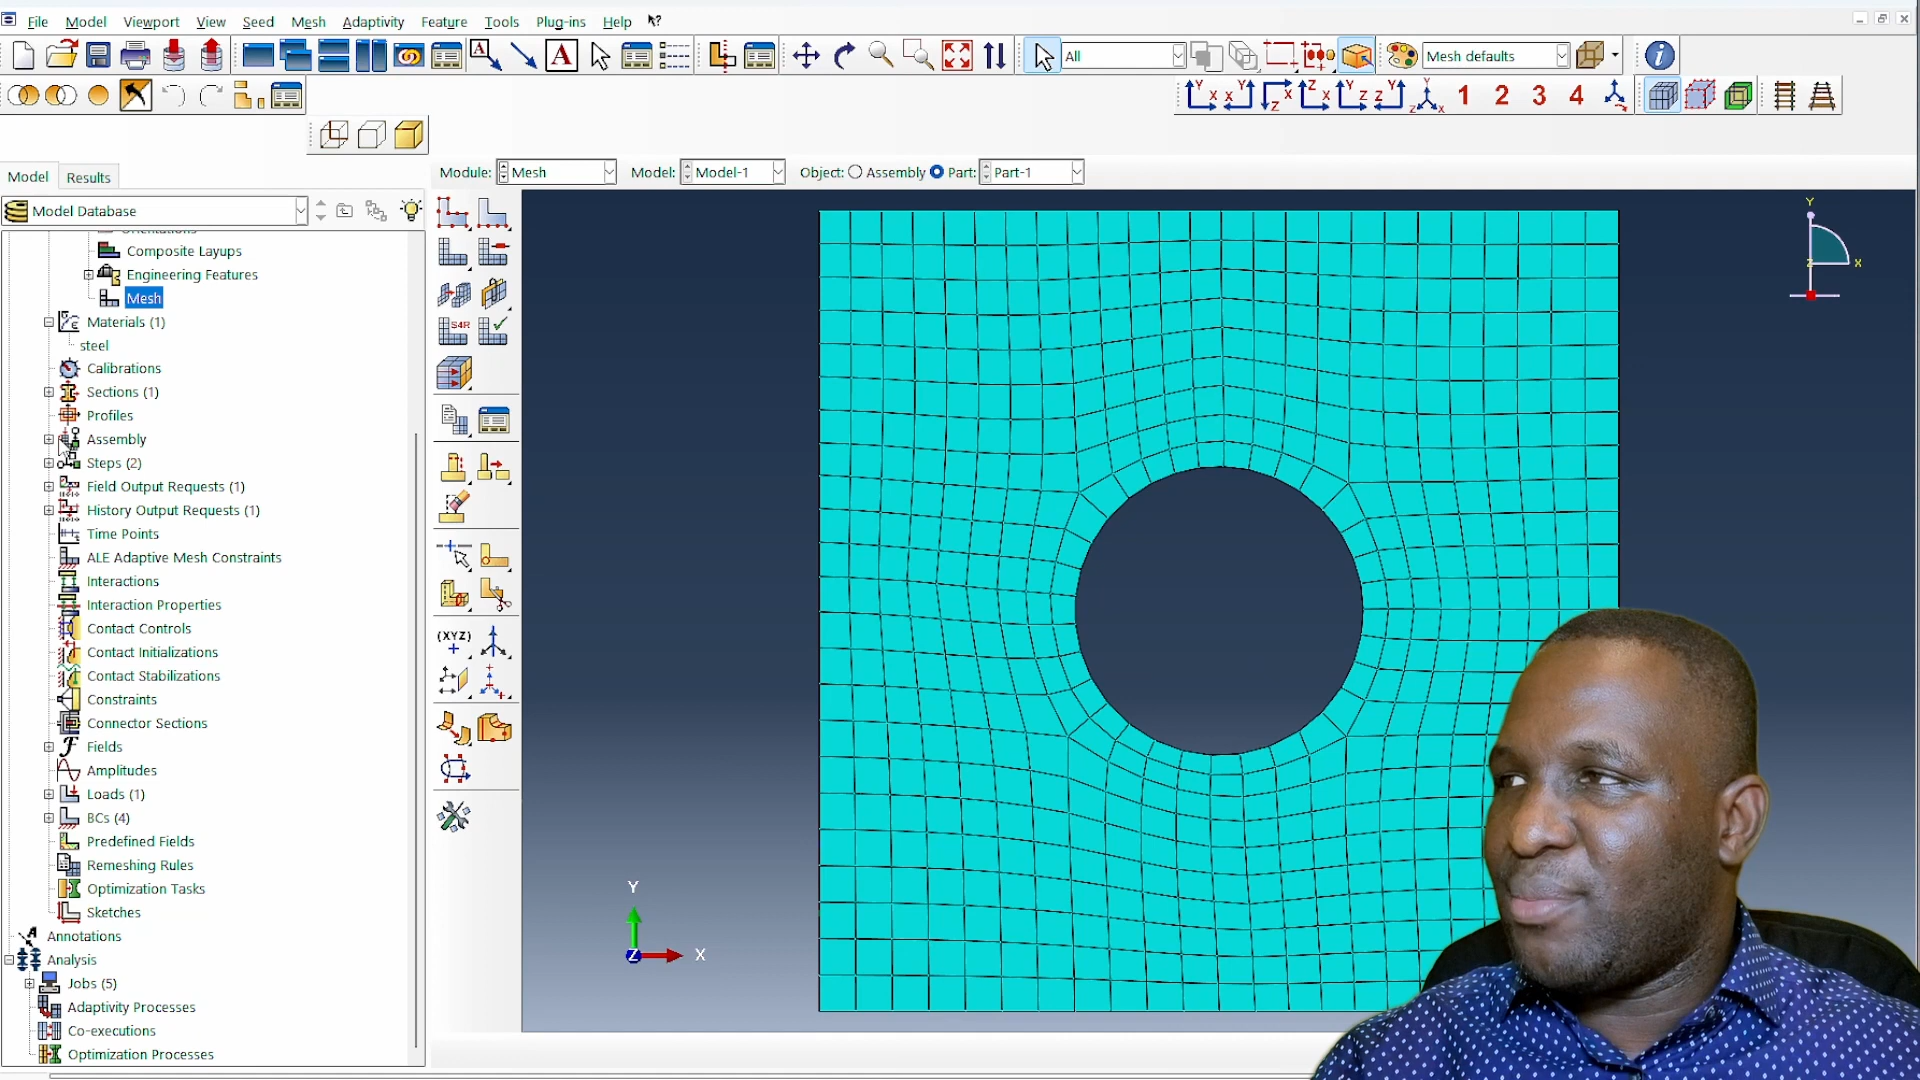 File Model Viewport View Seed Mesh Adaptivity Feature Tools Plug-ins Help
All
Mesh defaults
1 2 3 4
Model Results
Module: Mesh Model: Model-1 Object: Assembly Part: Part-1
Model Database
Orientations
Composite Layups
Engineering Features
Mesh
Materials (1)
steel
Calibrations
Sections (1)
Profiles
Assembly
Steps (2)
Field Output Requests (1)
History Output Requests (1)
Time Points
ALE Adaptive Mesh Constraints
Interactions
Interaction Properties
Contact Controls
Contact Initializations
Contact Stabilizations
Constraints
Connector Sections
Fields
Amplitudes
Loads (1)
BCs (4)
Predefined Fields
Remeshing Rules
Optimization Tasks
Sketches
Annotations
Analysis
Jobs (5)
Adaptivity Processes
Co-executions
Optimization Processes
S4R
(XYZ)
Y
X
Z
Y
X
Z